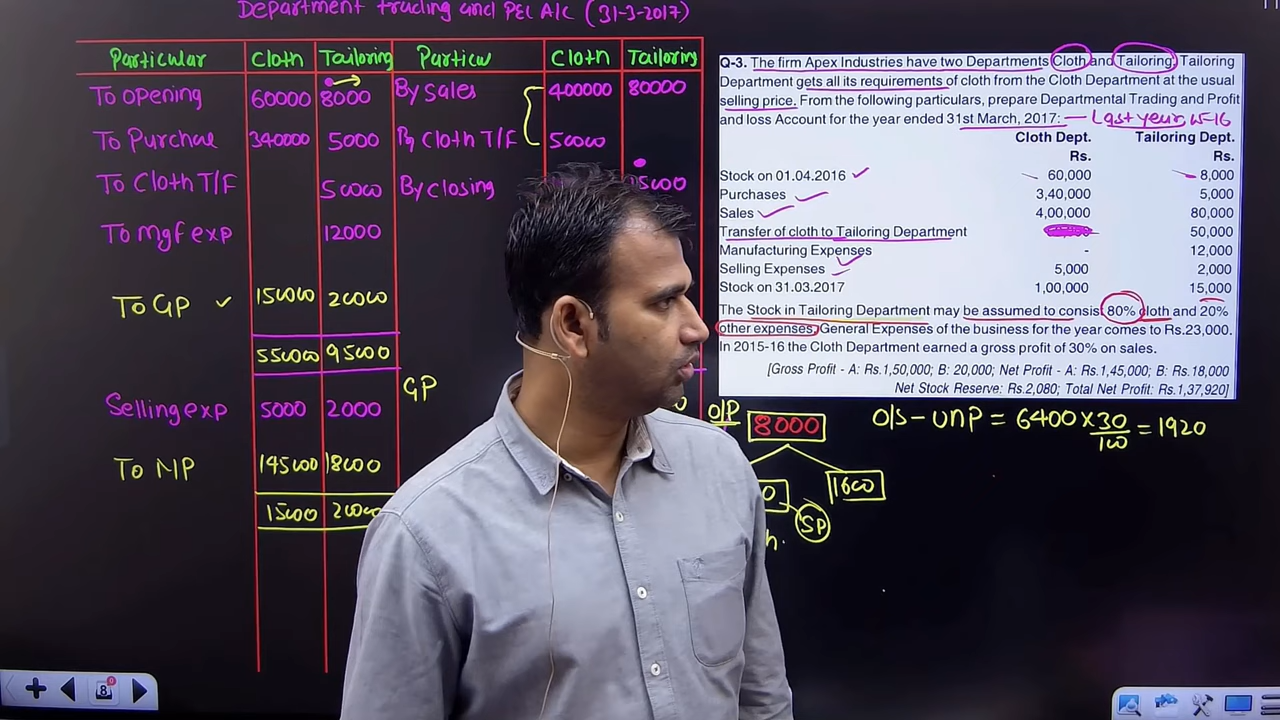 Department trading and P&L A/C (31-3-2017)
Particular Cloth Tailoring Particu Cloth Tailoring
To opening 60000 8000 By sales 400000 80000
To Purchase 340000 5000 By Cloth T/F 50000
To Cloth T/F 50000 By closing 15000
To Mgf exp 12000
To GP ✓ 150000 20000
550000 95000
GP
Selling exp 5000 2000
To NP 145000 18000
15000 20000
Q-3. The firm Apex Industries have two Departments Cloth and Tailoring. Tailoring
Department gets all its requirements of cloth from the Cloth Department at the usual
selling price. From the following particulars, prepare Departmental Trading and Profit
and loss Account for the year ended 31st March, 2017: — Last year, 15-16
Cloth Dept. Tailoring Dept.
Rs. Rs.
Stock on 01.04.2016 ✓ 60,000 8,000
Purchases ✓ 3,40,000 5,000
Sales ✓ 4,00,000 80,000
Transfer of cloth to Tailoring Department 50,000
Manufacturing Expenses - 12,000
Selling Expenses 5,000 2,000
Stock on 31.03.2017 1,00,000 15,000
The Stock in Tailoring Department may be assumed to consist 80% cloth and 20%
other expenses. General Expenses of the business for the year comes to Rs.23,000.
In 2015-16 the Cloth Department earned a gross profit of 30% on sales.
[Gross Profit - A: Rs.1,50,000; B: 20,000; Net Profit - A: Rs.1,45,000; B: Rs.18,000
Net Stock Reserve: Rs.2,080; Total Net Profit: Rs.1,37,920]
O/P 8000 O/S - UNP = 6400 × 30/100 = 1920
0 1600
SP
h.
8